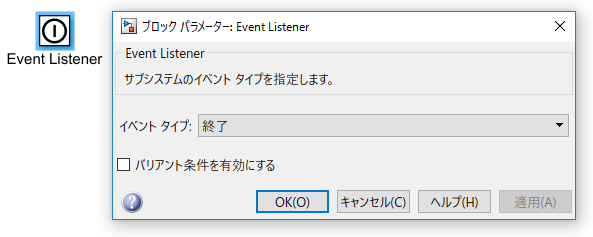 Event Listener
ブロック パラメーター: Event Listener
Event Listener
サブシステムのイベント タイプを指定します。
イベント タイプ: 終了
バリアント条件を有効にする
OK(O) キャンセル(C) ヘルプ(H) 適用(A)